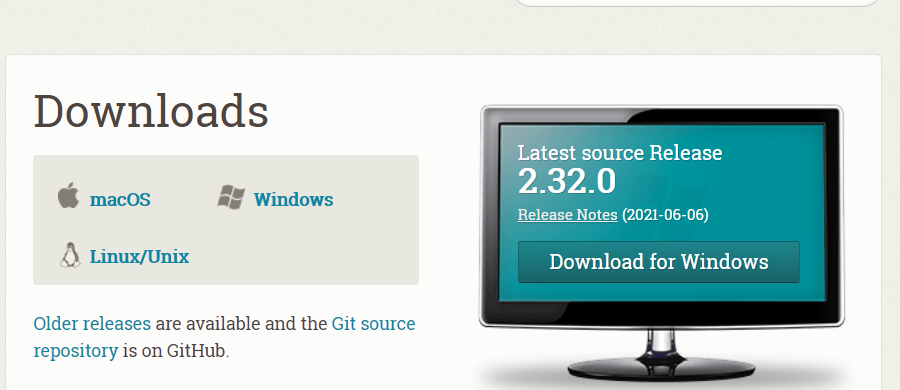 Downloads
macOS
Windows
Linux/Unix
Older releases are available and the Git source
repository is on GitHub.
Latest source Release
2.32.0
Release Notes (2021-06-06)
Download for Windows